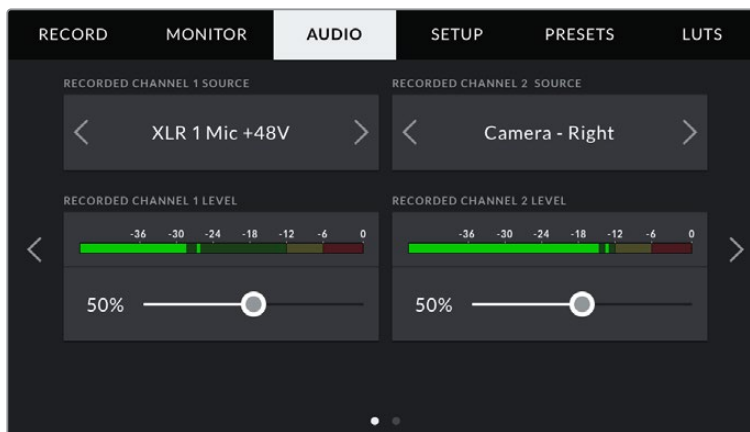 RECORD MONITOR AUDIO SETUP PRESETS LUTS
RECORDED CHANNEL 1 SOURCE RECORDED CHANNEL 2 SOURCE
XLR 1 Mic +48V Camera - Right
RECORDED CHANNEL 1 LEVEL RECORDED CHANNEL 2 LEVEL
-36 -30 -24 -18 -12 -6 0 -36 -30 -24 -18 -12 -6 0
50% 50%